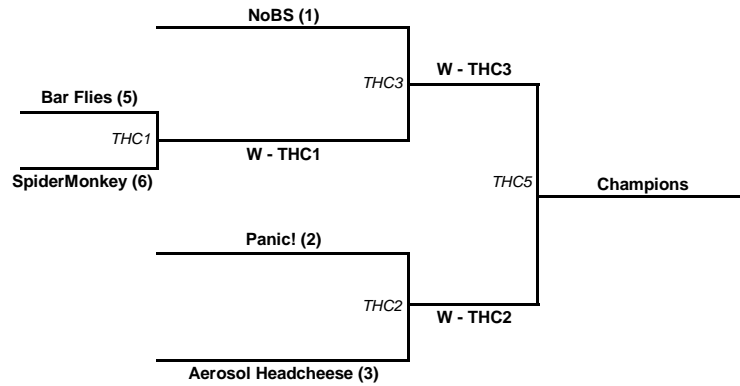 NoBS (1)
THC3
W - THC3
Bar Flies (5)
THC1
W - THC1
SpiderMonkey (6)
THC5
Champions
Panic! (2)
THC2
W - THC2
Aerosol Headcheese (3)